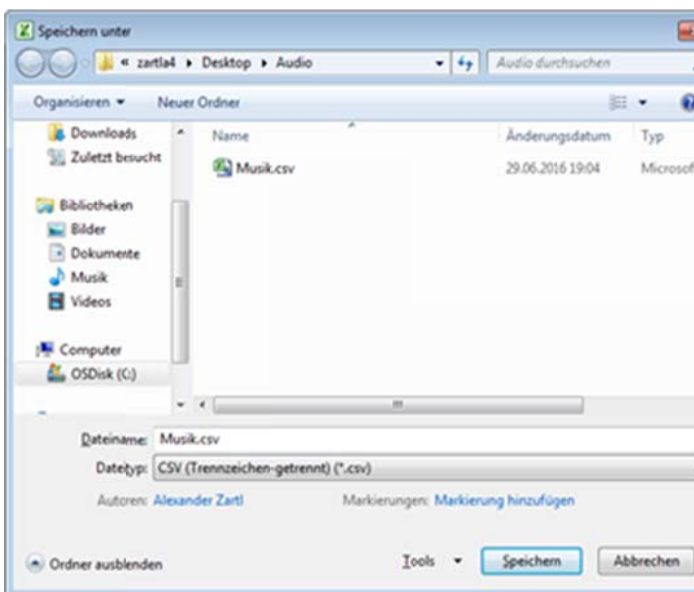 Speichern unter
« zartla4 ▸ Desktop ▸ Audio
Audio durchsuchen
Organisieren
Neuer Ordner
Downloads
Zuletzt besucht
Bibliotheken
Bilder
Dokumente
Musik
Videos
Computer
OSDisk (C:)
Name Änderungsdatum Typ
Musik.csv 29.06.2016 19:04 Microsof
Dateiname: Musik.csv
Dateityp: CSV (Trennzeichen-getrennt) (*.csv)
Autoren: Alexander Zartl Markierungen: Markierung hinzufügen
Ordner ausblenden Tools Speichern Abbrechen